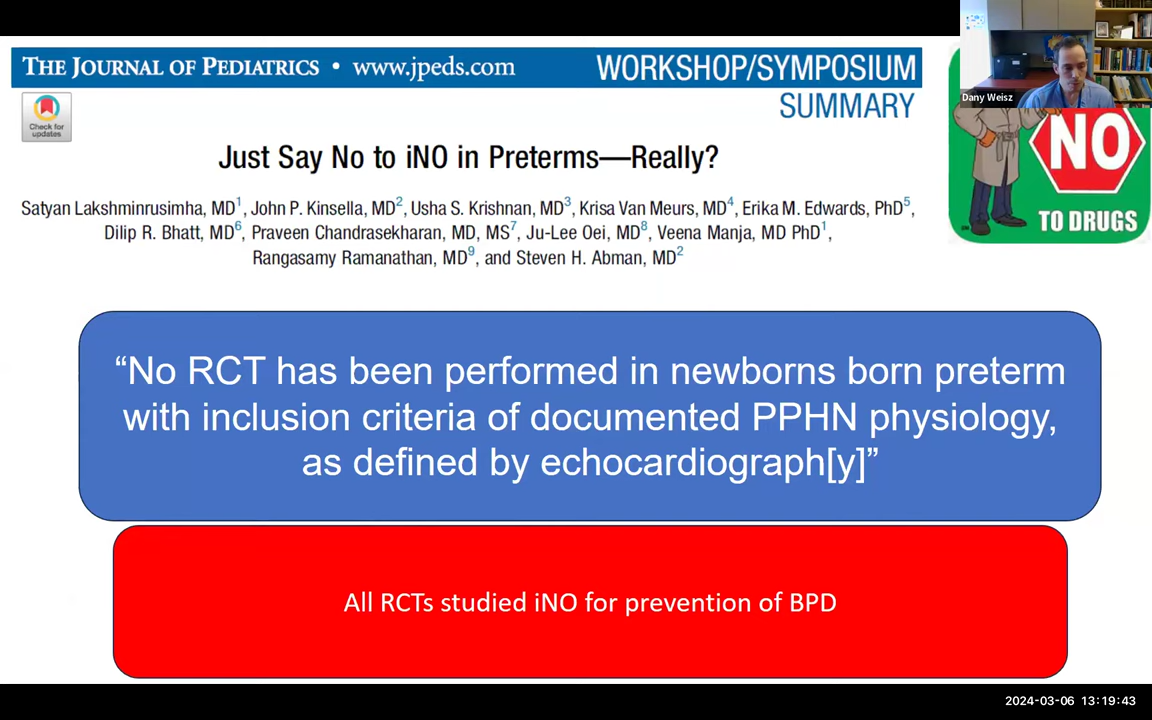 THE JOURNAL OF PEDIATRICS • www.jpeds.com
WORKSHOP/SYMPOSIUM
SUMMARY
Check for
updates
Dany Weisz
NO
TO DRUGS
Just Say No to iNO in Preterms—Really?
Satyan Lakshminrusimha, MD1, John P. Kinsella, MD2, Usha S. Krishnan, MD3, Krisa Van Meurs, MD4, Erika M. Edwards, PhD5,
Dilip R. Bhatt, MD6, Praveen Chandrasekharan, MD, MS7, Ju-Lee Oei, MD8, Veena Manja, MD PhD1,
Rangasamy Ramanathan, MD9, and Steven H. Abman, MD2
“No RCT has been performed in newborns born preterm
with inclusion criteria of documented PPHN physiology,
as defined by echocardiograph[y]”
All RCTs studied iNO for prevention of BPD
2024-03-06 13:19:43